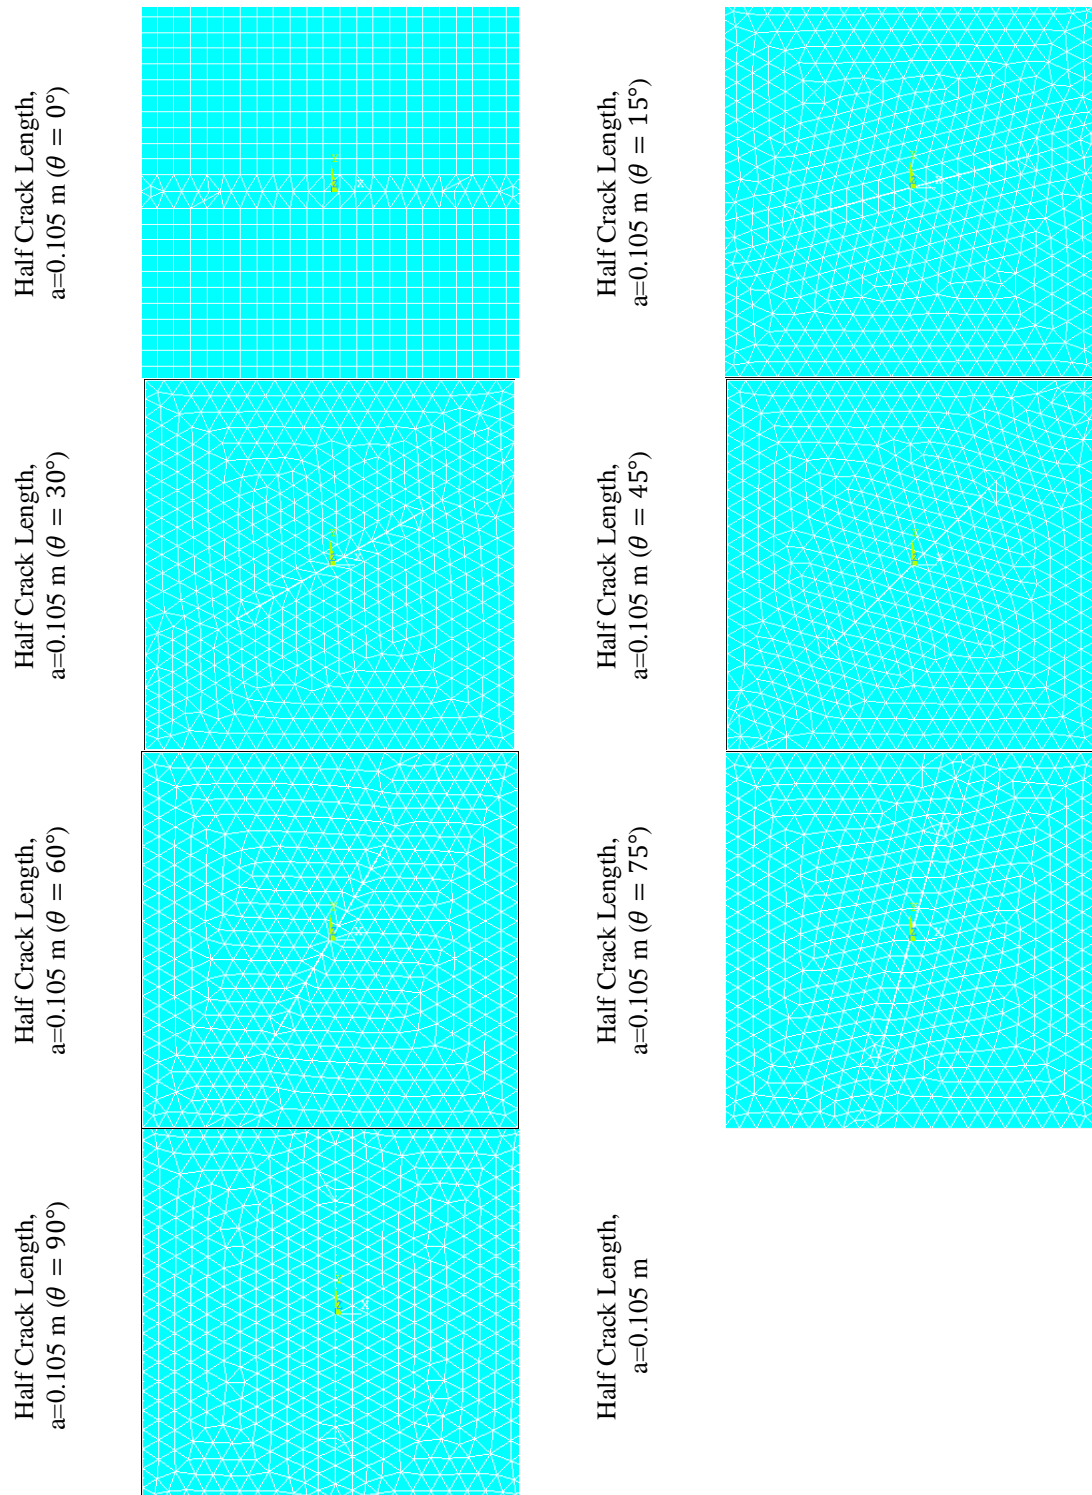 Half Crack Length,
a=0.105 m (θ = 0°)
Half Crack Length,
a=0.105 m (θ = 15°)
Half Crack Length,
a=0.105 m (θ = 30°)
Half Crack Length,
a=0.105 m (θ = 45°)
Half Crack Length,
a=0.105 m (θ = 60°)
Half Crack Length,
a=0.105 m (θ = 75°)
Half Crack Length,
a=0.105 m (θ = 90°)
Half Crack Length,
a=0.105 m